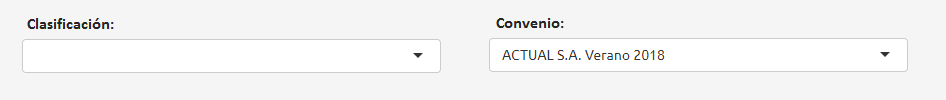 Clasificación:
Convenio:
ACTUAL S.A. Verano 2018